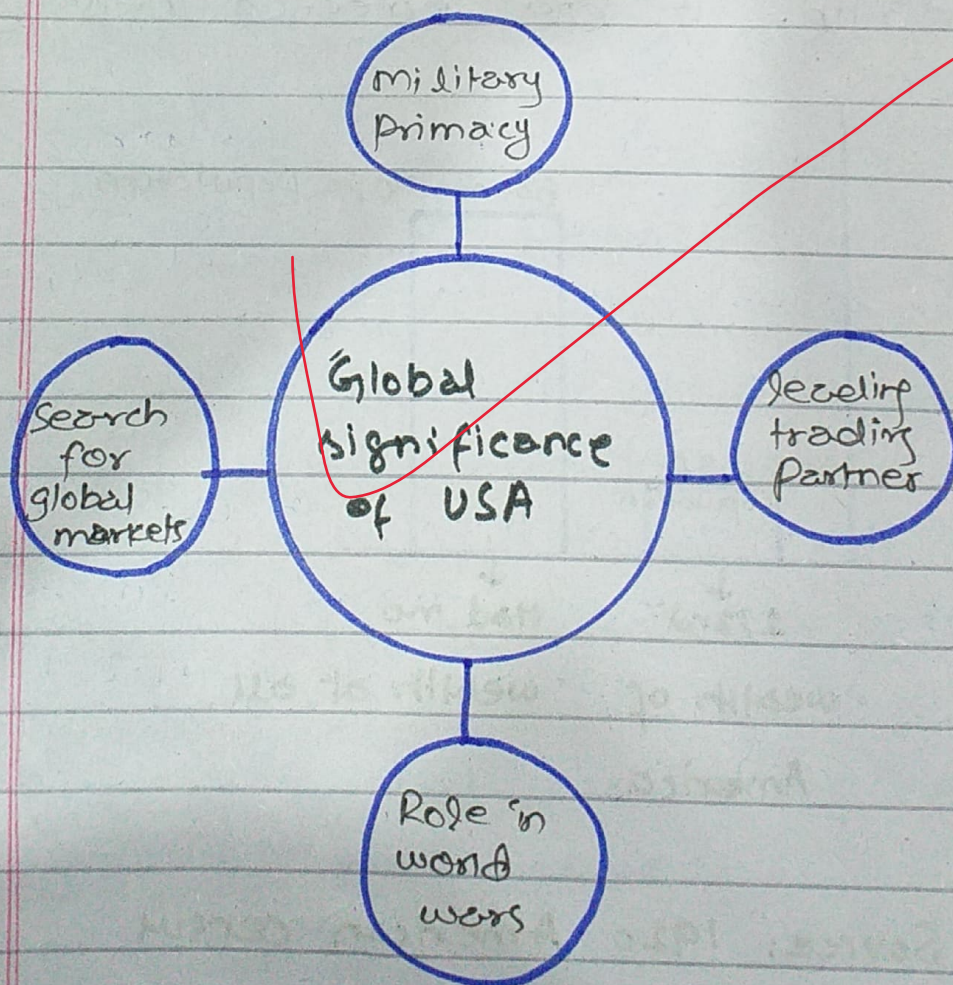 Military
Primacy
Global
significance
of USA
leading
trading
Partner
Search
for
global
markets
Role in
world
wars